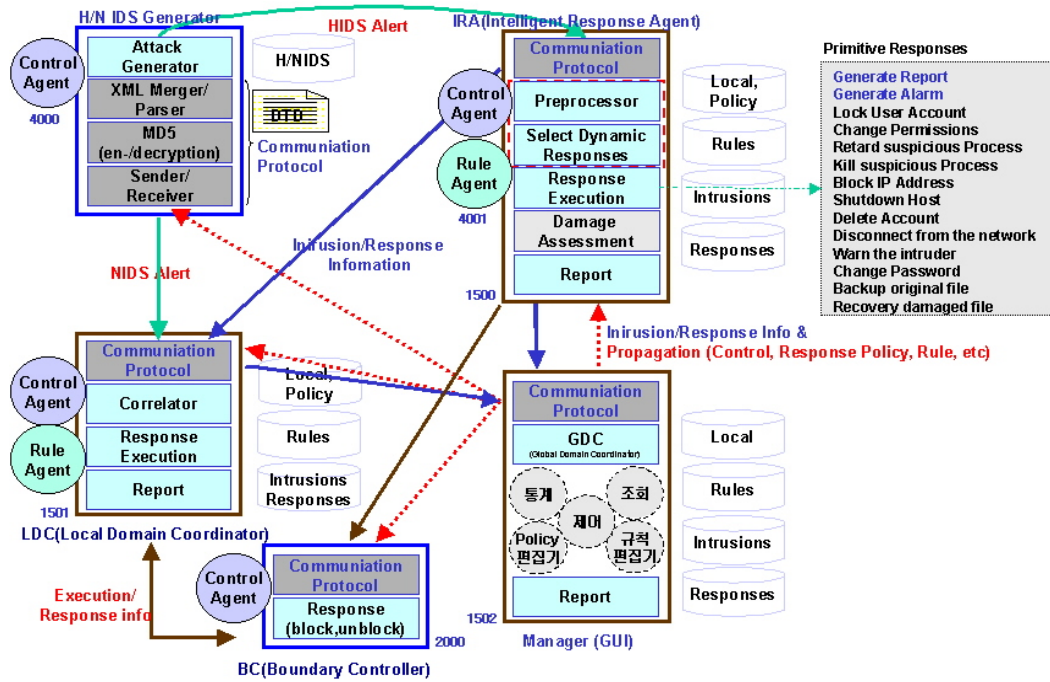 H/N IDS Generator
Control
Agent
4000
Attack
Generator
XML Merger/
Parser
MD5
(en-/decryption)
Sender/
Receiver
H/NIDS
DTD
Communiation
Protocol
HIDS Alert
NIDS Alert
IRA(Intelligent Response Agent)
Communiation
Protocol
Control
Agent
Preprocessor
Select Dynamic
Responses
Rule
Agent
4001
Response
Execution
Damage
Assessment
Report
1500
Local,
Policy
Rules
Intrusions
Responses
Primitive Responses
Generate Report
Generate Alarm
Lock User Account
Change Permissions
Retard suspicious Process
Kill suspicious Process
Block IP Address
Shutdown Host
Delete Account
Disconnect from the network
Warn the intruder
Change Password
Backup original file
Recovery damaged file
Inirusion/Response
Infomation
Inirusion/Response Info &
Propagation (Control, Response Policy, Rule, etc)
Control
Agent
Rule
Agent
Communiation
Protocol
Correlator
Response
Execution
Report
1501
LDC(Local Domain Coordinator)
Local,
Policy
Rules
Intrusions
Responses
Execution/
Response info
Control
Agent
Communiation
Protocol
Response
(block,unblock)
2000
BC(Boundary Controller)
Communiation
Protocol
GDC
(Global Domain Coordinator)
통계
조회
제어
Policy
편집기
규칙
편집기
Report
1502
Manager (GUI)
Local
Rules
Intrusions
Responses